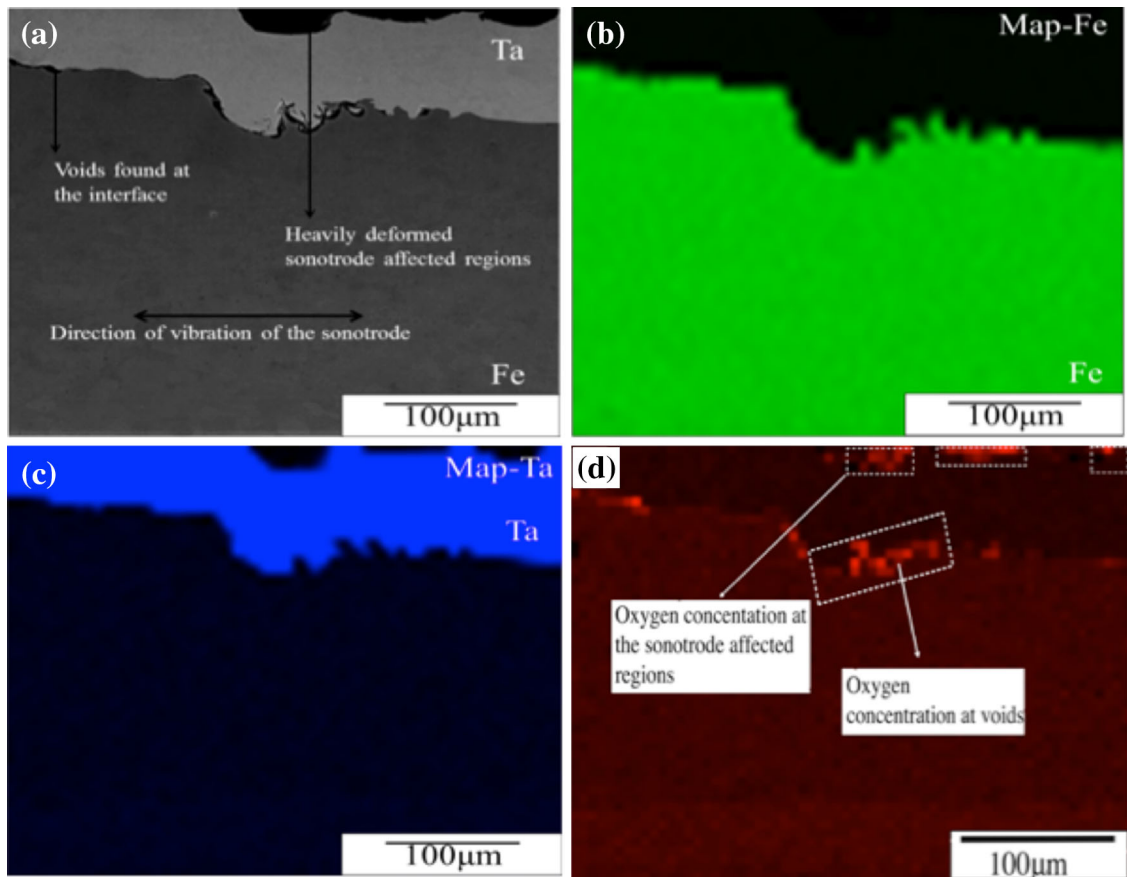 (a)
Ta
Voids found at
the interface
Heavily deformed
sonotrode affected regions
Direction of vibration of the sonotrode
Fe
100μm
(b)
Map-Fe
Fe
100μm
(c)
Map-Ta
Ta
100μm
(d)
Oxygen concentation at
the sonotrode affected
regions
Oxygen
concentration at voids
100μm